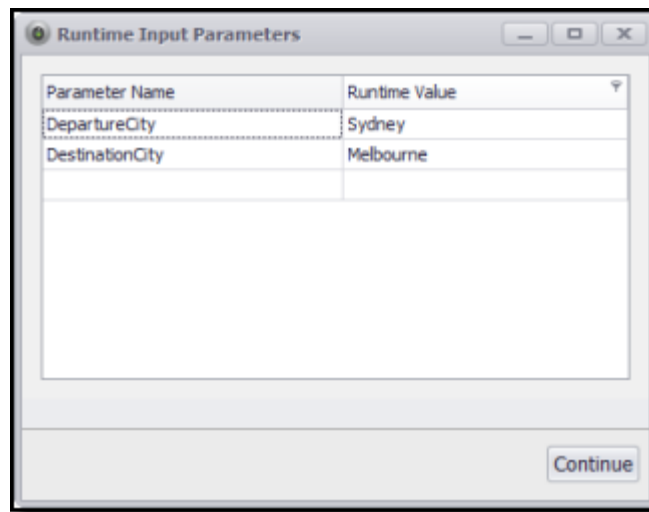 Runtime Input Parameters
Parameter Name Runtime Value
DepartureCity Sydney
DestinationCity Melbourne
Continue